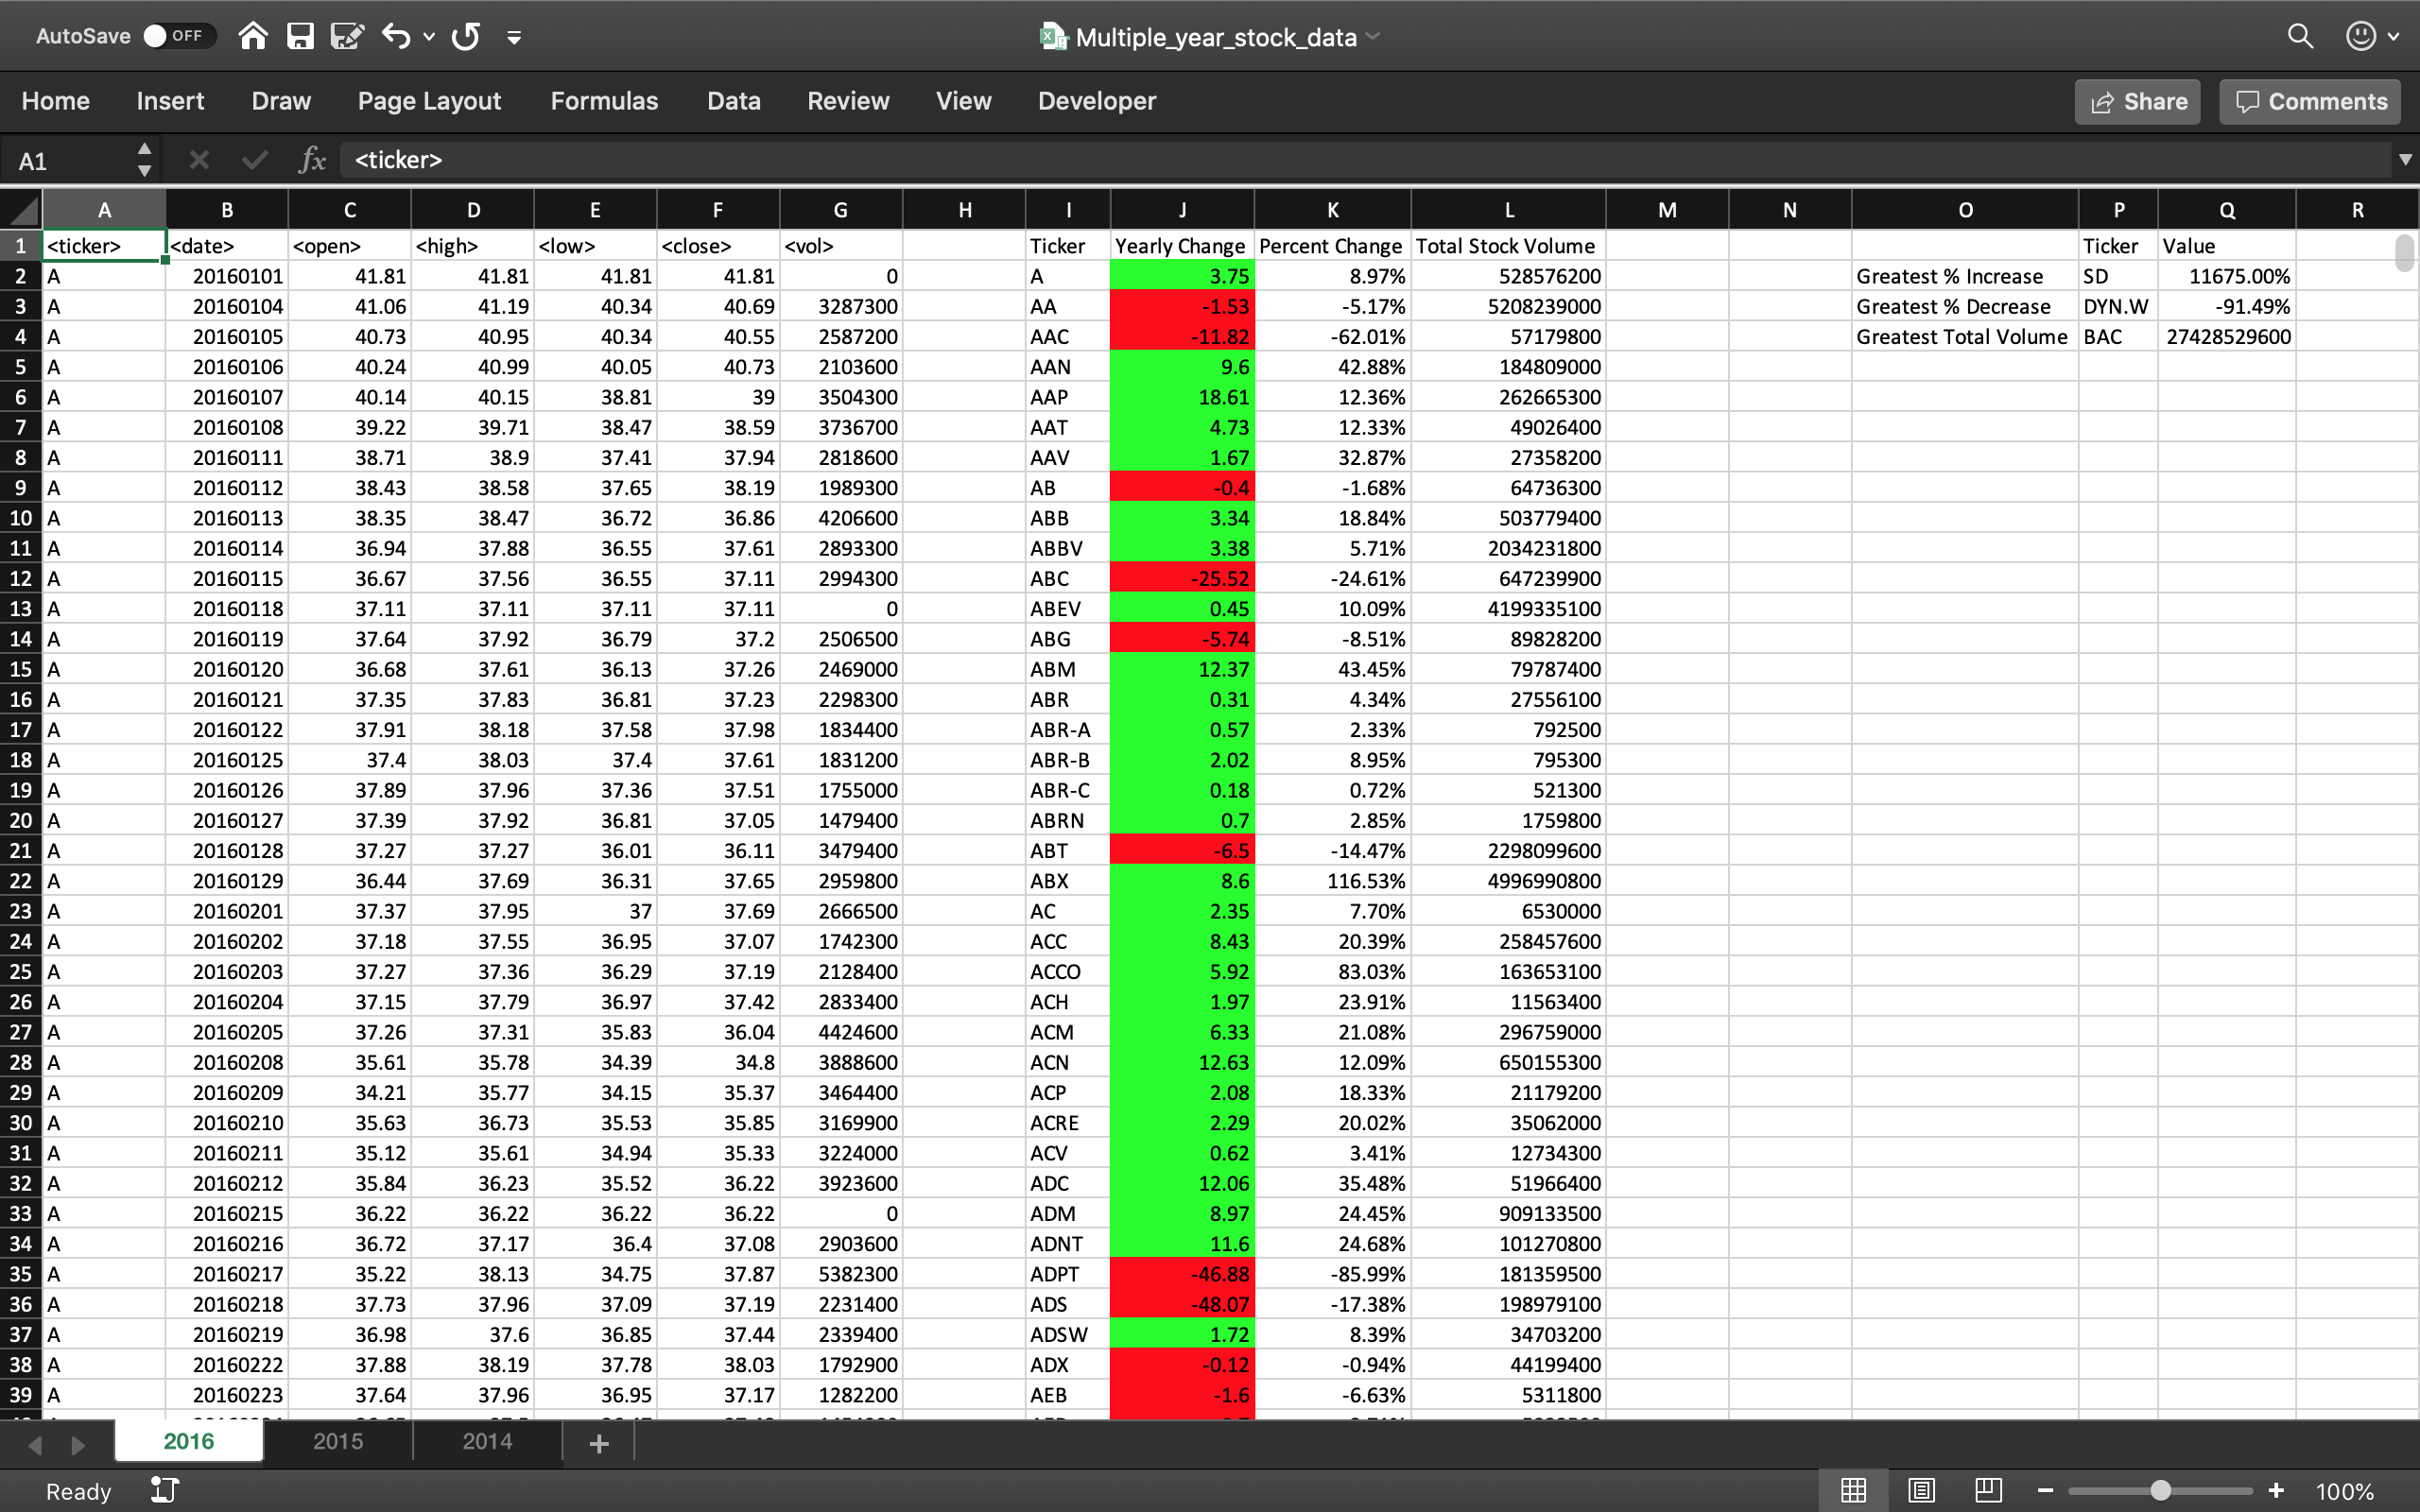 AutoSave OFF Multiple_year_stock_data
Home Insert Draw Page Layout Formulas Data Review View Developer Share Comments
A1 fx <ticker>
A B C D E F G H I J K L M N O P Q R
1 <ticker> <date> <open> <high> <low> <close> <vol> Ticker Yearly Change Percent Change Total Stock Volume Ticker Value
2 A 20160101 41.81 41.81 41.81 41.81 0 A 3.75 8.97% 528576200 Greatest % Increase SD 11675.00%
3 A 20160104 41.06 41.19 40.34 40.69 3287300 AA -1.53 -5.17% 5208239000 Greatest % Decrease DYN.W -91.49%
4 A 20160105 40.73 40.95 40.34 40.55 2587200 AAC -11.82 -62.01% 57179800 Greatest Total Volume BAC 27428529600
5 A 20160106 40.24 40.99 40.05 40.73 2103600 AAN 9.6 42.88% 184809000
6 A 20160107 40.14 40.15 38.81 39 3504300 AAP 18.61 12.36% 262665300
7 A 20160108 39.22 39.71 38.47 38.59 3736700 AAT 4.73 12.33% 49026400
8 A 20160111 38.71 38.9 37.41 37.94 2818600 AAV 1.67 32.87% 27358200
9 A 20160112 38.43 38.58 37.65 38.19 1989300 AB -0.4 -1.68% 64736300
10 A 20160113 38.35 38.47 36.72 36.86 4206600 ABB 3.34 18.84% 503779400
11 A 20160114 36.94 37.88 36.55 37.61 2893300 ABBV 3.38 5.71% 2034231800
12 A 20160115 36.67 37.56 36.55 37.11 2994300 ABC -25.52 -24.61% 647239900
13 A 20160118 37.11 37.11 37.11 37.11 0 ABEV 0.45 10.09% 4199335100
14 A 20160119 37.64 37.92 36.79 37.2 2506500 ABG -5.74 -8.51% 89828200
15 A 20160120 36.68 37.61 36.13 37.26 2469000 ABM 12.37 43.45% 79787400
16 A 20160121 37.35 37.83 36.81 37.23 2298300 ABR 0.31 4.34% 27556100
17 A 20160122 37.91 38.18 37.58 37.98 1834400 ABR-A 0.57 2.33% 792500
18 A 20160125 37.4 38.03 37.4 37.61 1831200 ABR-B 2.02 8.95% 795300
19 A 20160126 37.89 37.96 37.36 37.51 1755000 ABR-C 0.18 0.72% 521300
20 A 20160127 37.39 37.92 36.81 37.05 1479400 ABRN 0.7 2.85% 1759800
21 A 20160128 37.27 37.27 36.01 36.11 3479400 ABT -6.5 -14.47% 2298099600
22 A 20160129 36.44 37.69 36.31 37.65 2959800 ABX 8.6 116.53% 4996990800
23 A 20160201 37.37 37.95 37 37.69 2666500 AC 2.35 7.70% 6530000
24 A 20160202 37.18 37.55 36.95 37.07 1742300 ACC 8.43 20.39% 258457600
25 A 20160203 37.27 37.36 36.29 37.19 2128400 ACCO 5.92 83.03% 163653100
26 A 20160204 37.15 37.79 36.97 37.42 2833400 ACH 1.97 23.91% 11563400
27 A 20160205 37.26 37.31 35.83 36.04 4424600 ACM 6.33 21.08% 296759000
28 A 20160208 35.61 35.78 34.39 34.8 3888600 ACN 12.63 12.09% 650155300
29 A 20160209 34.21 35.77 34.15 35.37 3464400 ACP 2.08 18.33% 21179200
30 A 20160210 35.63 36.73 35.53 35.85 3169900 ACRE 2.29 20.02% 35062000
31 A 20160211 35.12 35.61 34.94 35.33 3224000 ACV 0.62 3.41% 12734300
32 A 20160212 35.84 36.23 35.52 36.22 3923600 ADC 12.06 35.48% 51966400
33 A 20160215 36.22 36.22 36.22 36.22 0 ADM 8.97 24.45% 909133500
34 A 20160216 36.72 37.17 36.4 37.08 2903600 ADNT 11.6 24.68% 101270800
35 A 20160217 35.22 38.13 34.75 37.87 5382300 ADPT -46.88 -85.99% 181359500
36 A 20160218 37.73 37.96 37.09 37.19 2231400 ADS -48.07 -17.38% 198979100
37 A 20160219 36.98 37.6 36.85 37.44 2339400 ADSW 1.72 8.39% 34703200
38 A 20160222 37.88 38.19 37.78 38.03 1792900 ADX -0.12 -0.94% 44199400
39 A 20160223 37.64 37.96 36.95 37.17 1282200 AEB -1.6 -6.63% 5311800
2016 2015 2014 +
Ready 100%